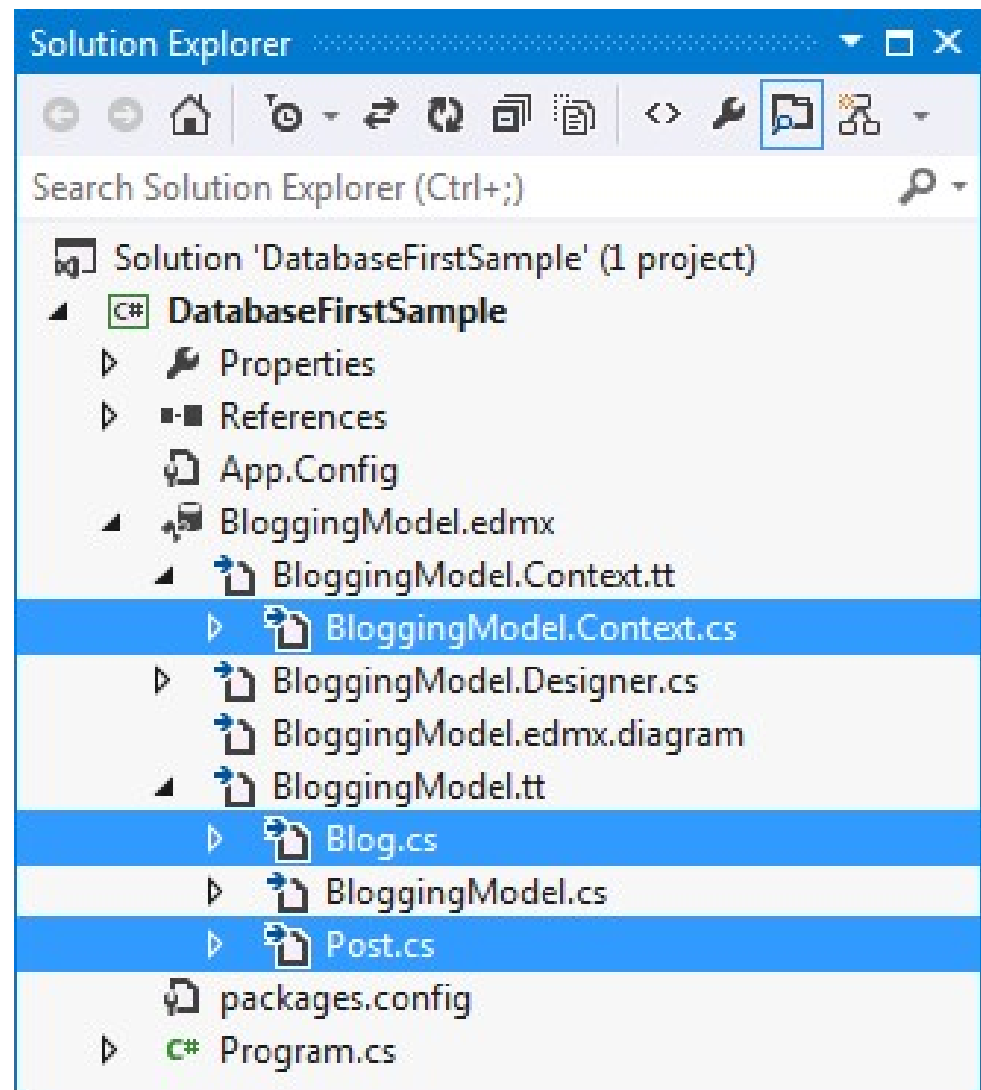 Solution Explorer
Search Solution Explorer (Ctrl+;)
Solution 'DatabaseFirstSample' (1 project)
C# DatabaseFirstSample
Properties
References
App.Config
BloggingModel.edmx
BloggingModel.Context.tt
BloggingModel.Context.cs
BloggingModel.Designer.cs
BloggingModel.edmx.diagram
BloggingModel.tt
Blog.cs
BloggingModel.cs
Post.cs
packages.config
C# Program.cs